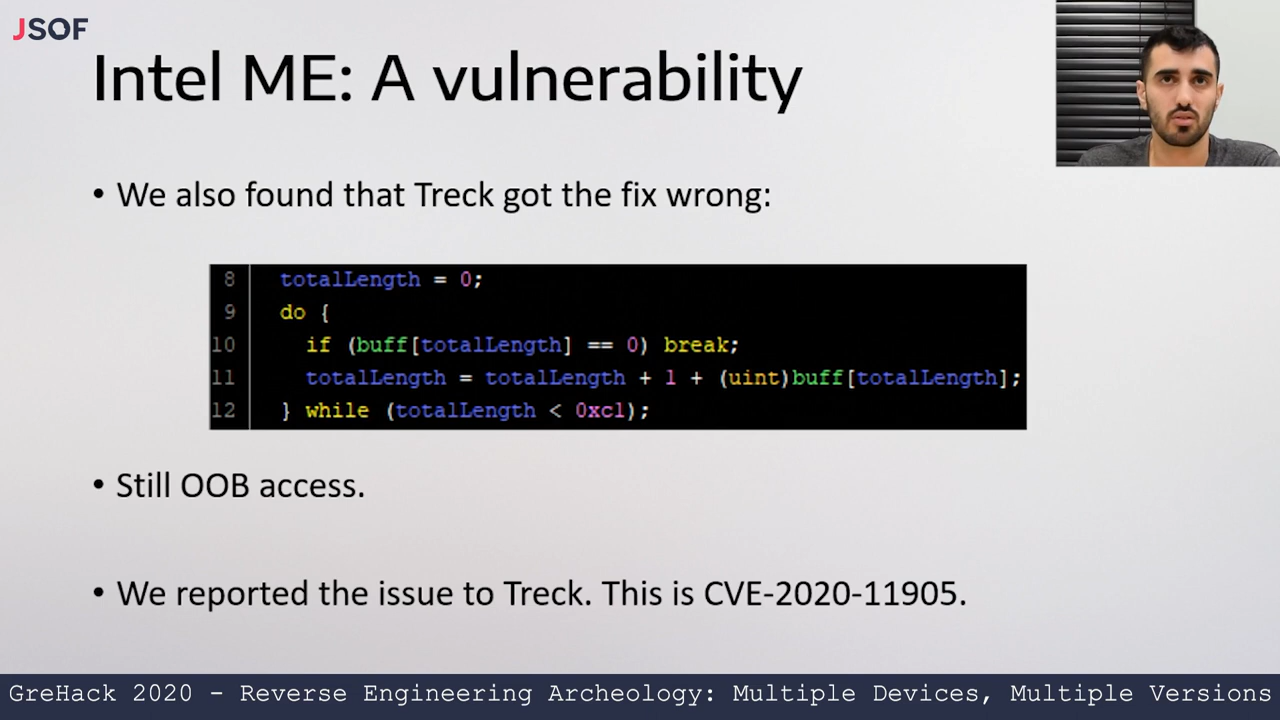 JSOF
Intel ME: A vulnerability
• We also found that Treck got the fix wrong:
8 totalLength = 0;
9 do {
10 if (buff[totalLength] == 0) break;
11 totalLength = totalLength + 1 + (uint)buff[totalLength];
12 } while (totalLength < 0xc1);
• Still OOB access.
• We reported the issue to Treck. This is CVE-2020-11905.
GreHack 2020 - Reverse Engineering Archeology: Multiple Devices, Multiple Versions